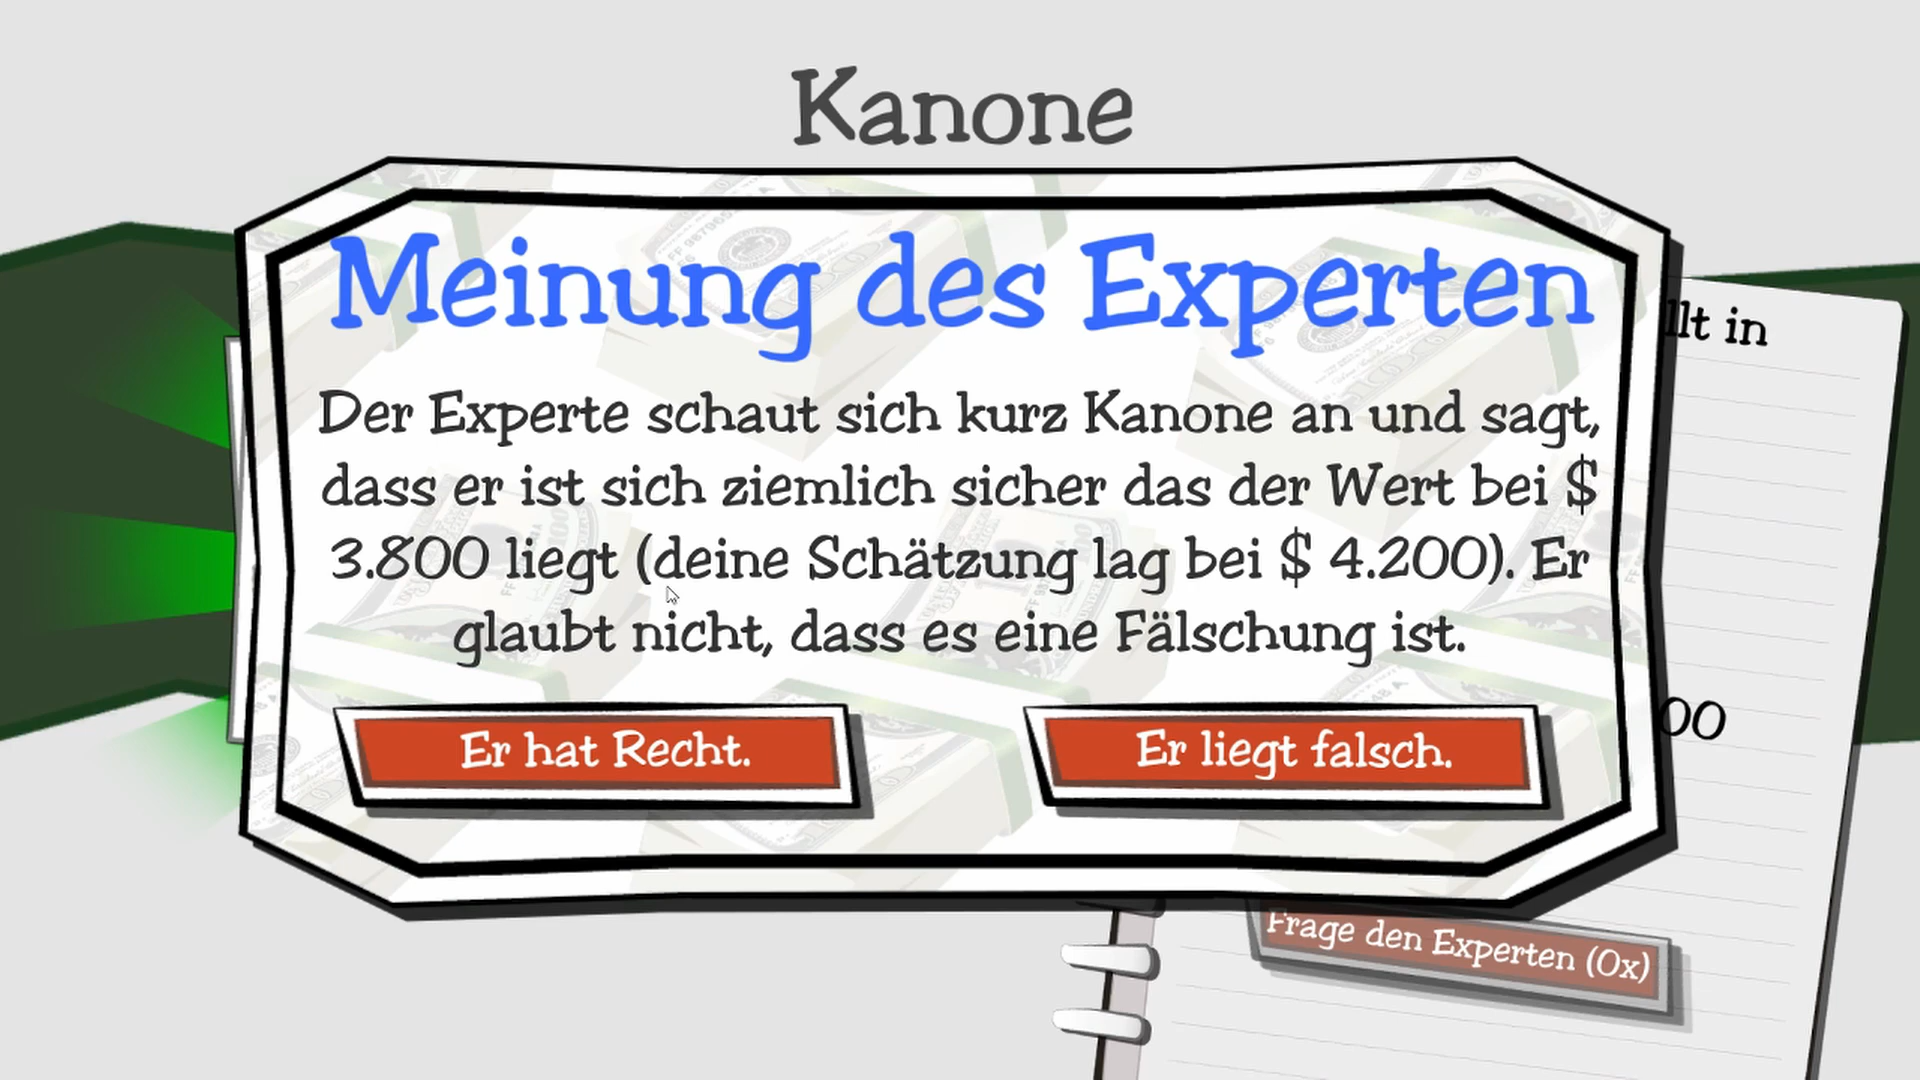 Kanone
Meinung des Experten
Der Experte schaut sich kurz Kanone an und sagt,
dass er ist sich ziemlich sicher das der Wert bei $
3.800 liegt (deine Schätzung lag bei $ 4.200). Er
glaubt nicht, dass es eine Fälschung ist.
Er hat Recht.
Er liegt falsch.
in
Frage den Experten (0x)